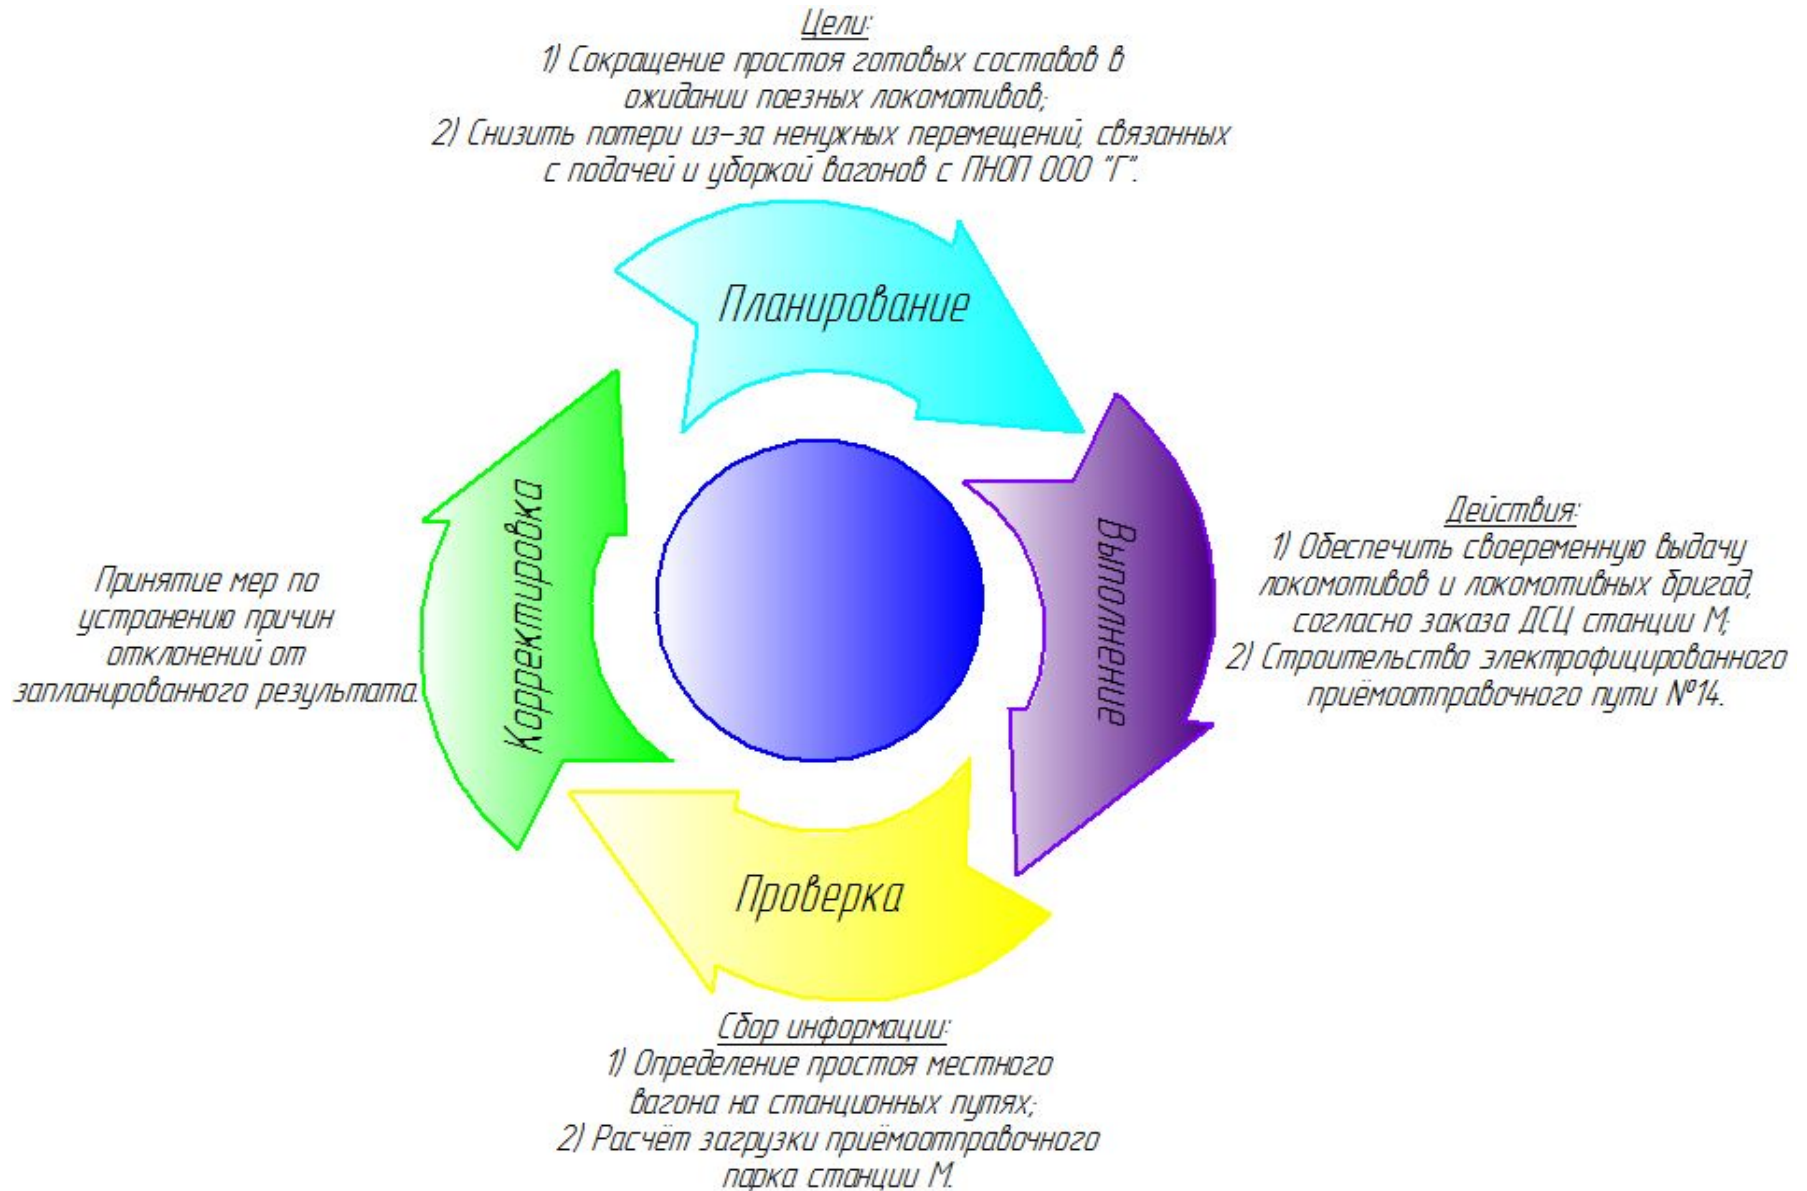 Цели:
1) Сокращение простоя готовых составов в
ожидании поезных локомотивов;
2) Снизить потери из-за ненужных перемещений, связанных
с подачей и уборкой вагонов с ПНОП ООО "Г".
Планирование
Выполнение
Действия:
1) Обеспечить своеременную выдачу
локомотивов и локомотивных бригад,
согласно заказа ДСЦ станции М;
2) Строительство электрофицированного
приёмоотправочного пути №14.
Проверка
Сбор информации:
1) Определение простоя местного
вагона на станционных путях;
2) Расчёт загрузки приёмоотправочного
парка станции М.
Корректировка
Принятие мер по
устранению причин
отклонений от
запланированного результата.